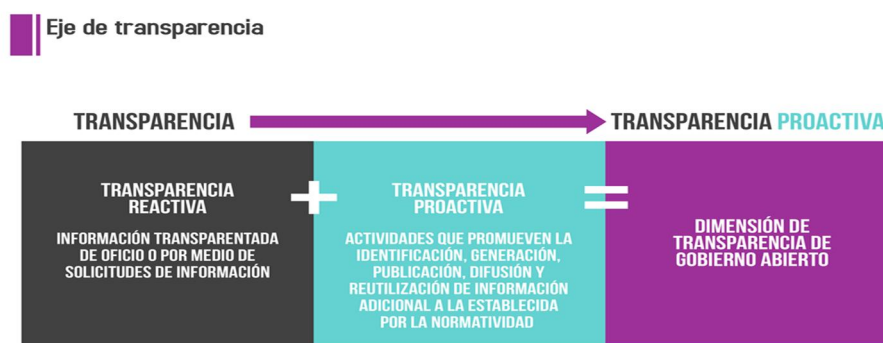 Eje de transparencia
TRANSPARENCIA
TRANSPARENCIA PROACTIVA
TRANSPARENCIA
REACTIVA
INFORMACIÓN TRANSPARENTADA
DE OFICIO O POR MEDIO DE
SOLICITUDES DE INFORMACIÓN
+
TRANSPARENCIA
PROACTIVA
ACTIVIDADES QUE PROMUEVEN LA
IDENTIFICACIÓN, GENERACIÓN,
PUBLICACIÓN, DIFUSIÓN Y
REUTILIZACIÓN DE INFORMACIÓN
ADICIONAL A LA ESTABLECIDA
POR LA NORMATIVIDAD
=
DIMENSIÓN DE
TRANSPARENCIA DE
GOBIERNO ABIERTO